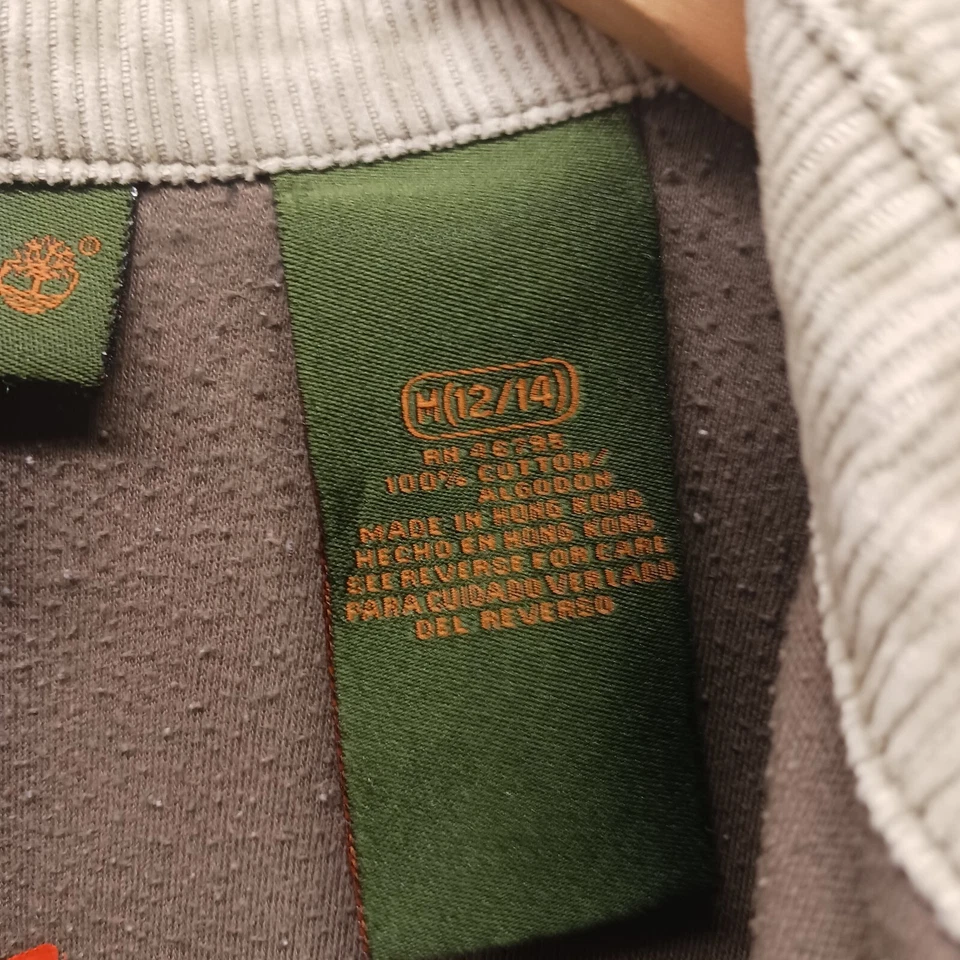 ®
M(12/14)
RN 46795
100% COTTON/
ALGODON
MADE IN HONG KONG
HECHO EN HONG KONG
SEE REVERSE FOR CARE
PARA CUIDADO VER LADO
DEL REVERSO